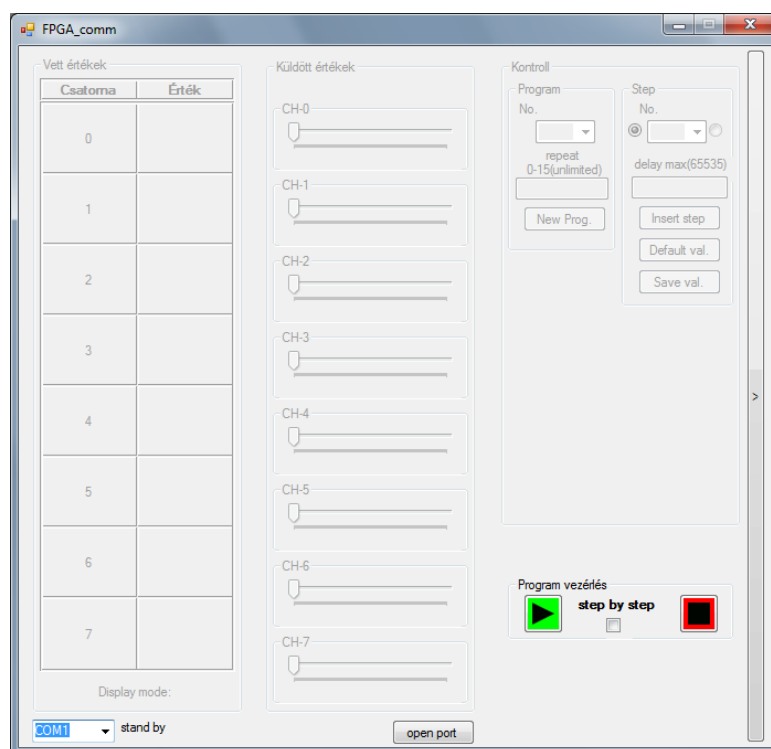 FPGA_comm
Vett értékek
Csatorna Érték
0
1
2
3
4
5
6
7
Display mode:
COM1 stand by
Küldött értékek
CH-0
CH-1
CH-2
CH-3
CH-4
CH-5
CH-6
CH-7
open port
Kontroll
Program
No.
repeat
0-15(unlimited)
New Prog.
Step
No.
delay max(65535)
Insert step
Default val.
Save val.
Program vezérlés
step by step
>